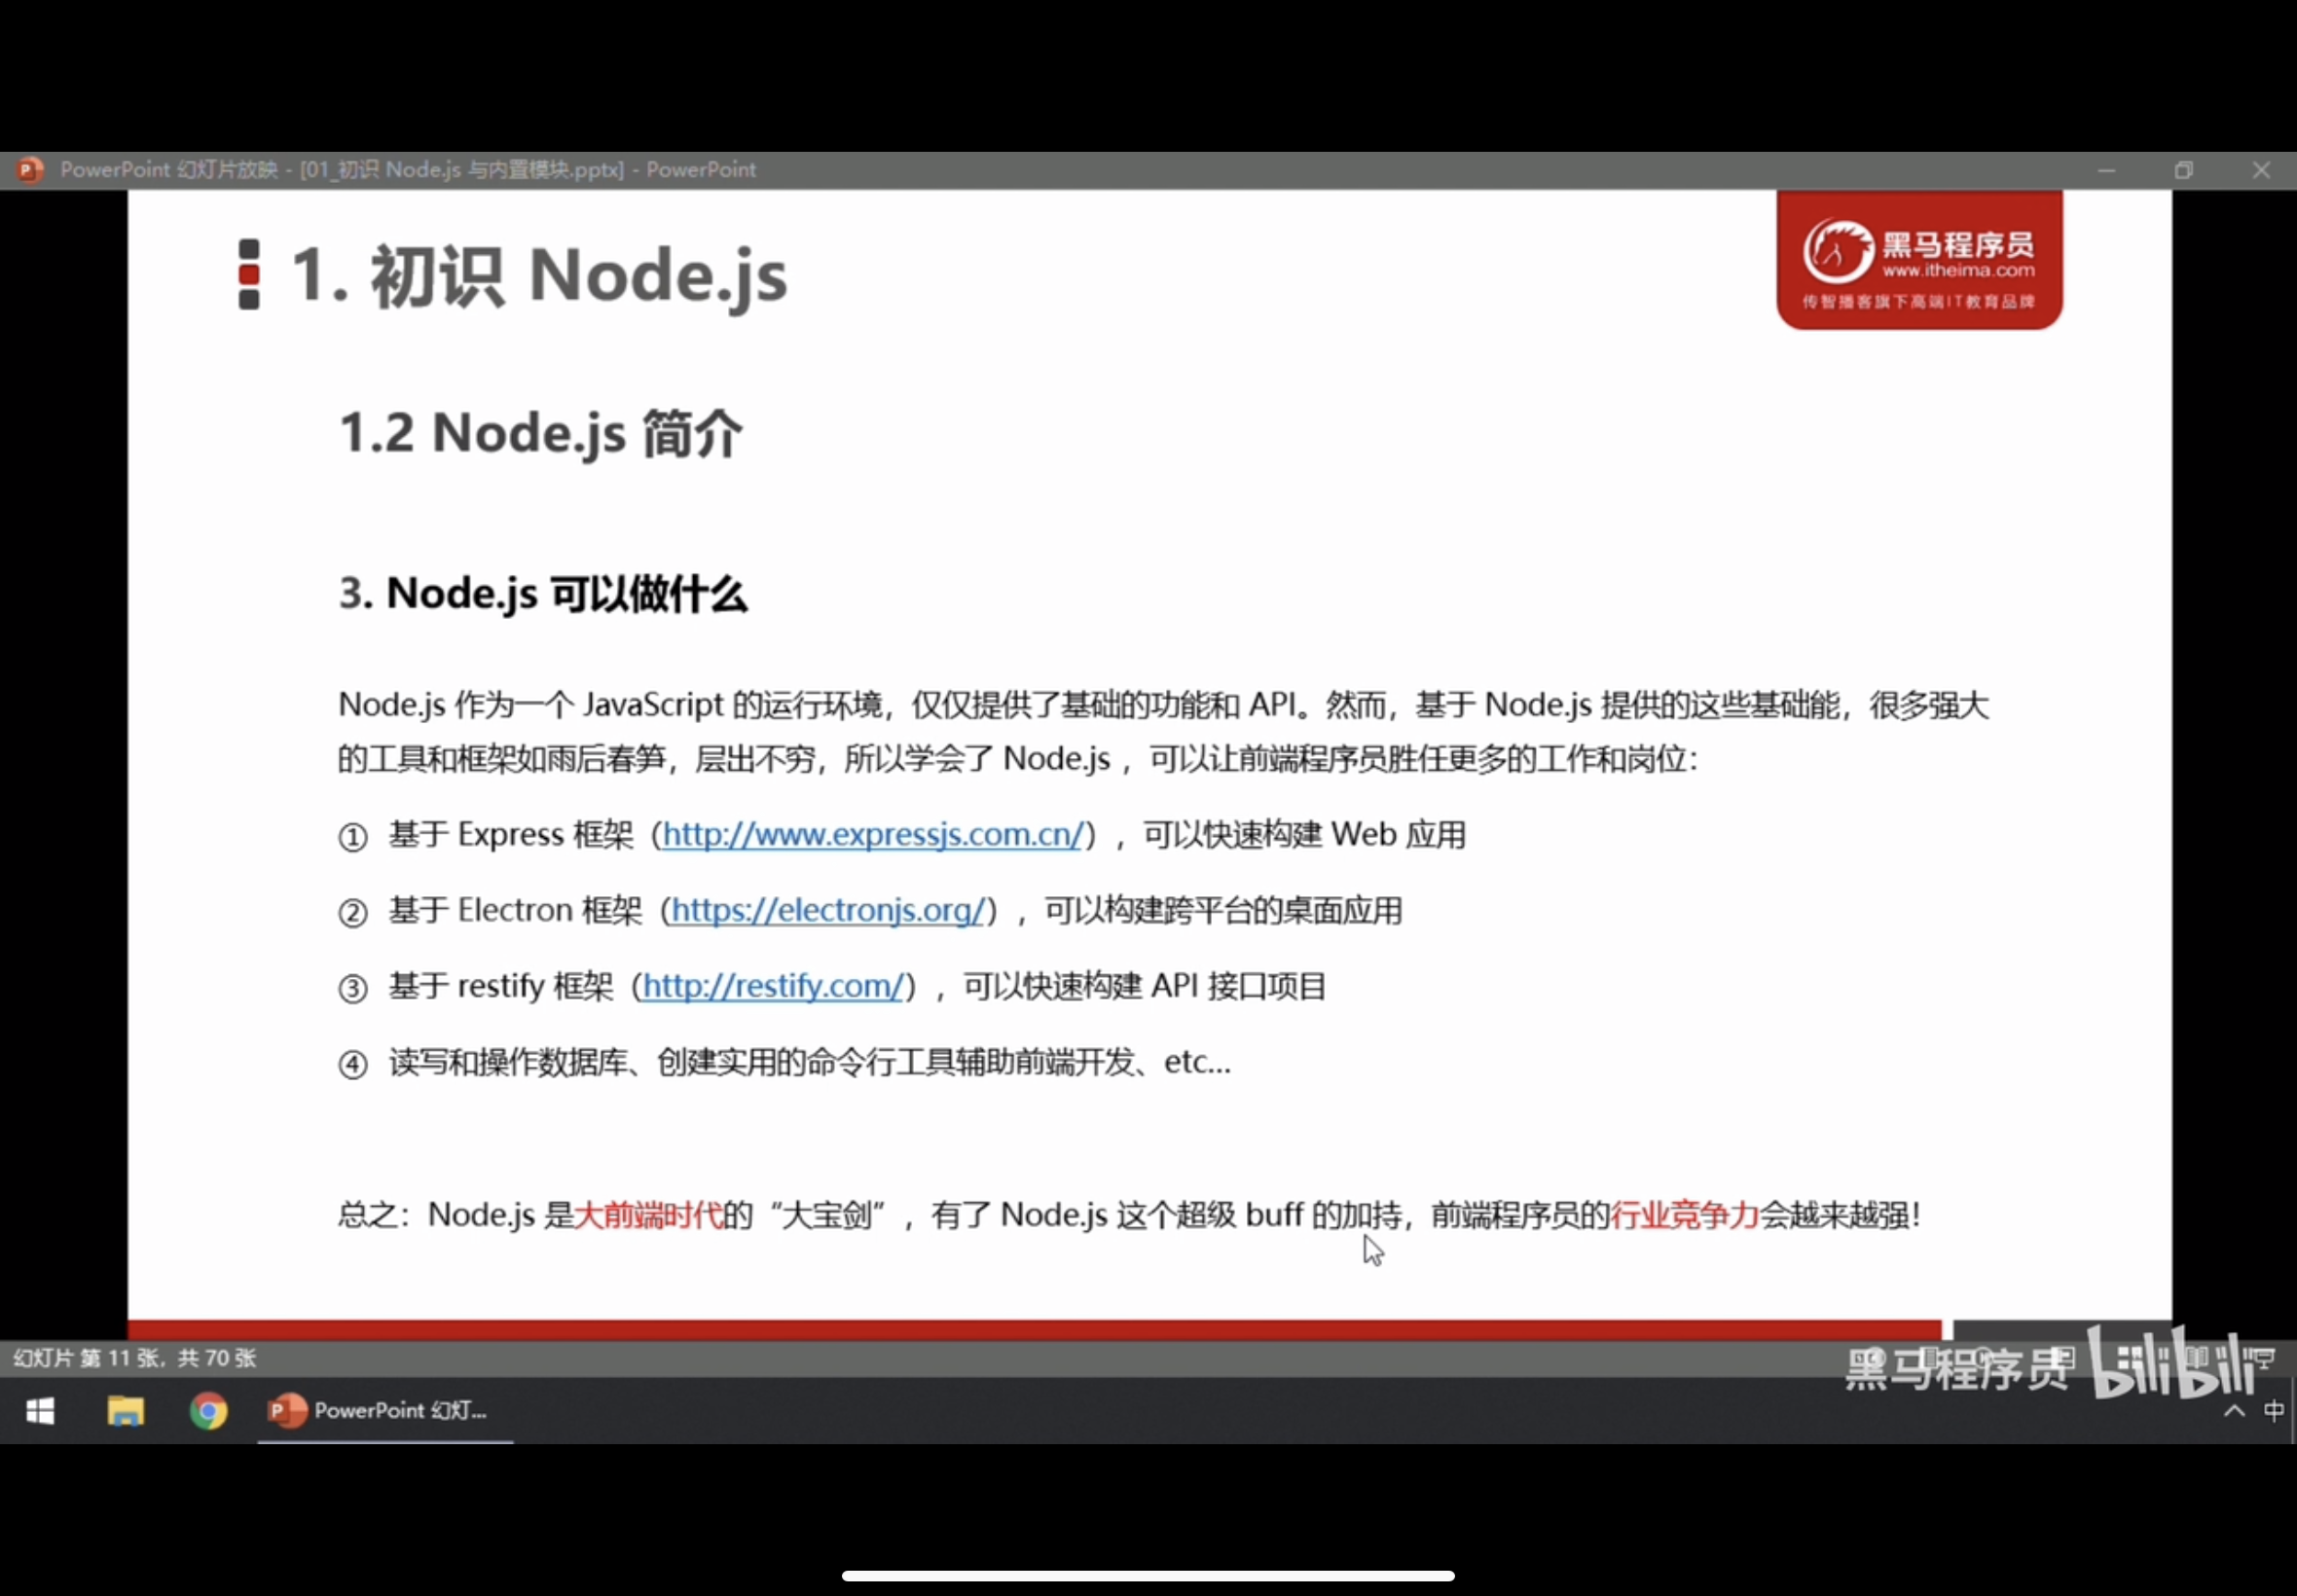 PowerPoint 幻灯片放映 - [01_初识 Node.js 与内置模块.pptx] - PowerPoint
1. 初识 Node.js
黑马程序员
www.itheima.com
传智播客旗下高端IT教育品牌
1.2 Node.js 简介
3. Node.js 可以做什么
Node.js 作为一个 JavaScript 的运行环境，仅仅提供了基础的功能和 API。然而，基于 Node.js 提供的这些基础能，很多强大
的工具和框架如雨后春笋，层出不穷，所以学会了 Node.js ，可以让前端程序员胜任更多的工作和岗位：
① 基于 Express 框架（http://www.expressjs.com.cn/），可以快速构建 Web 应用
② 基于 Electron 框架（https://electronjs.org/），可以构建跨平台的桌面应用
③ 基于 restify 框架（http://restify.com/），可以快速构建 API 接口项目
④ 读写和操作数据库、创建实用的命令行工具辅助前端开发、etc...
总之：Node.js 是大前端时代的“大宝剑”，有了 Node.js 这个超级 buff 的加持，前端程序员的行业竞争力会越来越强！
幻灯片 第 11 张，共 70 张
黑马程序员 bilibili
PowerPoint 幻灯...
中